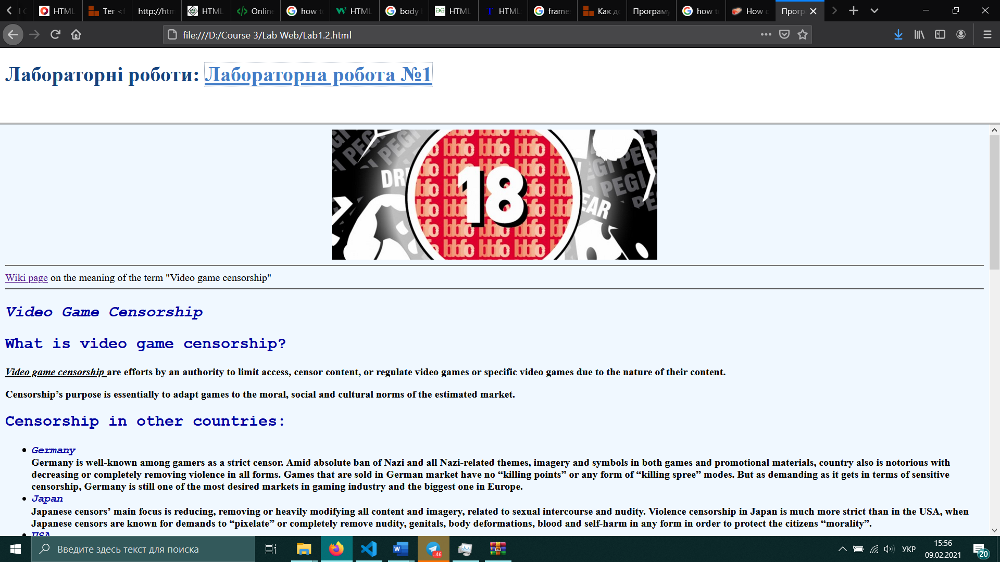 HTML
Тег <f
http://htm
HTML
Online
how to
HTML
body
HTML
HTML
frame
Как до
Програму
how to
How
Прогр
file:///D:/Course 3/Lab Web/Lab1.2.html
Лабораторні роботи: Лабораторна робота №1
PEGI PEGI PEGI
18
PEGI
EAR
Wiki page on the meaning of the term "Video game censorship"
Video Game Censorship
What is video game censorship?
Video game censorship are efforts by an authority to limit access, censor content, or regulate video games or specific video games due to the nature of their content.
Censorship’s purpose is essentially to adapt games to the moral, social and cultural norms of the estimated market.
Censorship in other countries:
Germany
Germany is well-known among gamers as a strict censor. Amid absolute ban of Nazi and all Nazi-related themes, imagery and symbols in both games and promotional materials, country also is notorious with
decreasing or completely removing violence in all forms. Games that are sold in German market have no “killing points” or any form of “killing spree” modes. But as demanding as it gets in terms of sensitive
censorship, Germany is still one of the most desired markets in gaming industry and the biggest one in Europe.
Japan
Japanese censors’ main focus is reducing, removing or heavily modifying all content and imagery, related to sexual intercourse and nudity. Violence censorship in Japan is much more strict than in the USA, when
Japanese censors are known for demands to “pixelate” or completely remove nudity, genitals, body deformations, blood and self-harm in any form in order to protect the citizens “morality”.
USA
Введите здесь текст для поиска
46
УКР
15:56
09.02.2021
20